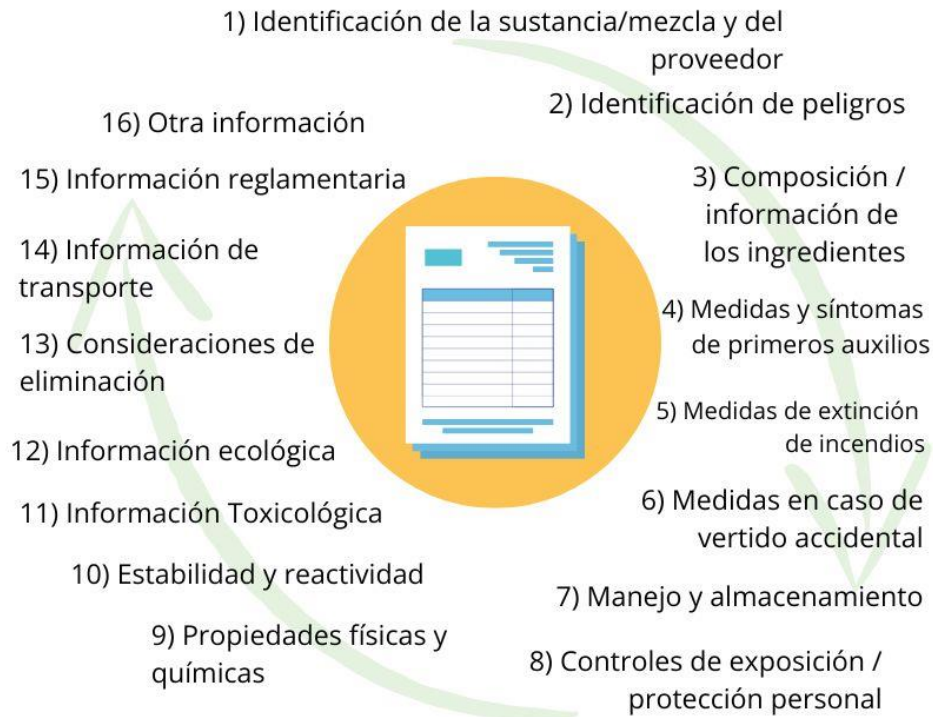 1) Identificación de la sustancia/mezcla y del
proveedor
2) Identificación de peligros
3) Composición /
información de
los ingredientes
4) Medidas y síntomas
de primeros auxilios
5) Medidas de extinción
de incendios
6) Medidas en caso de
vertido accidental
7) Manejo y almacenamiento
8) Controles de exposición /
protección personal
9) Propiedades físicas y
químicas
10) Estabilidad y reactividad
11) Información Toxicológica
12) Información ecológica
13) Consideraciones de
eliminación
14) Información de
transporte
15) Información reglamentaria
16) Otra información